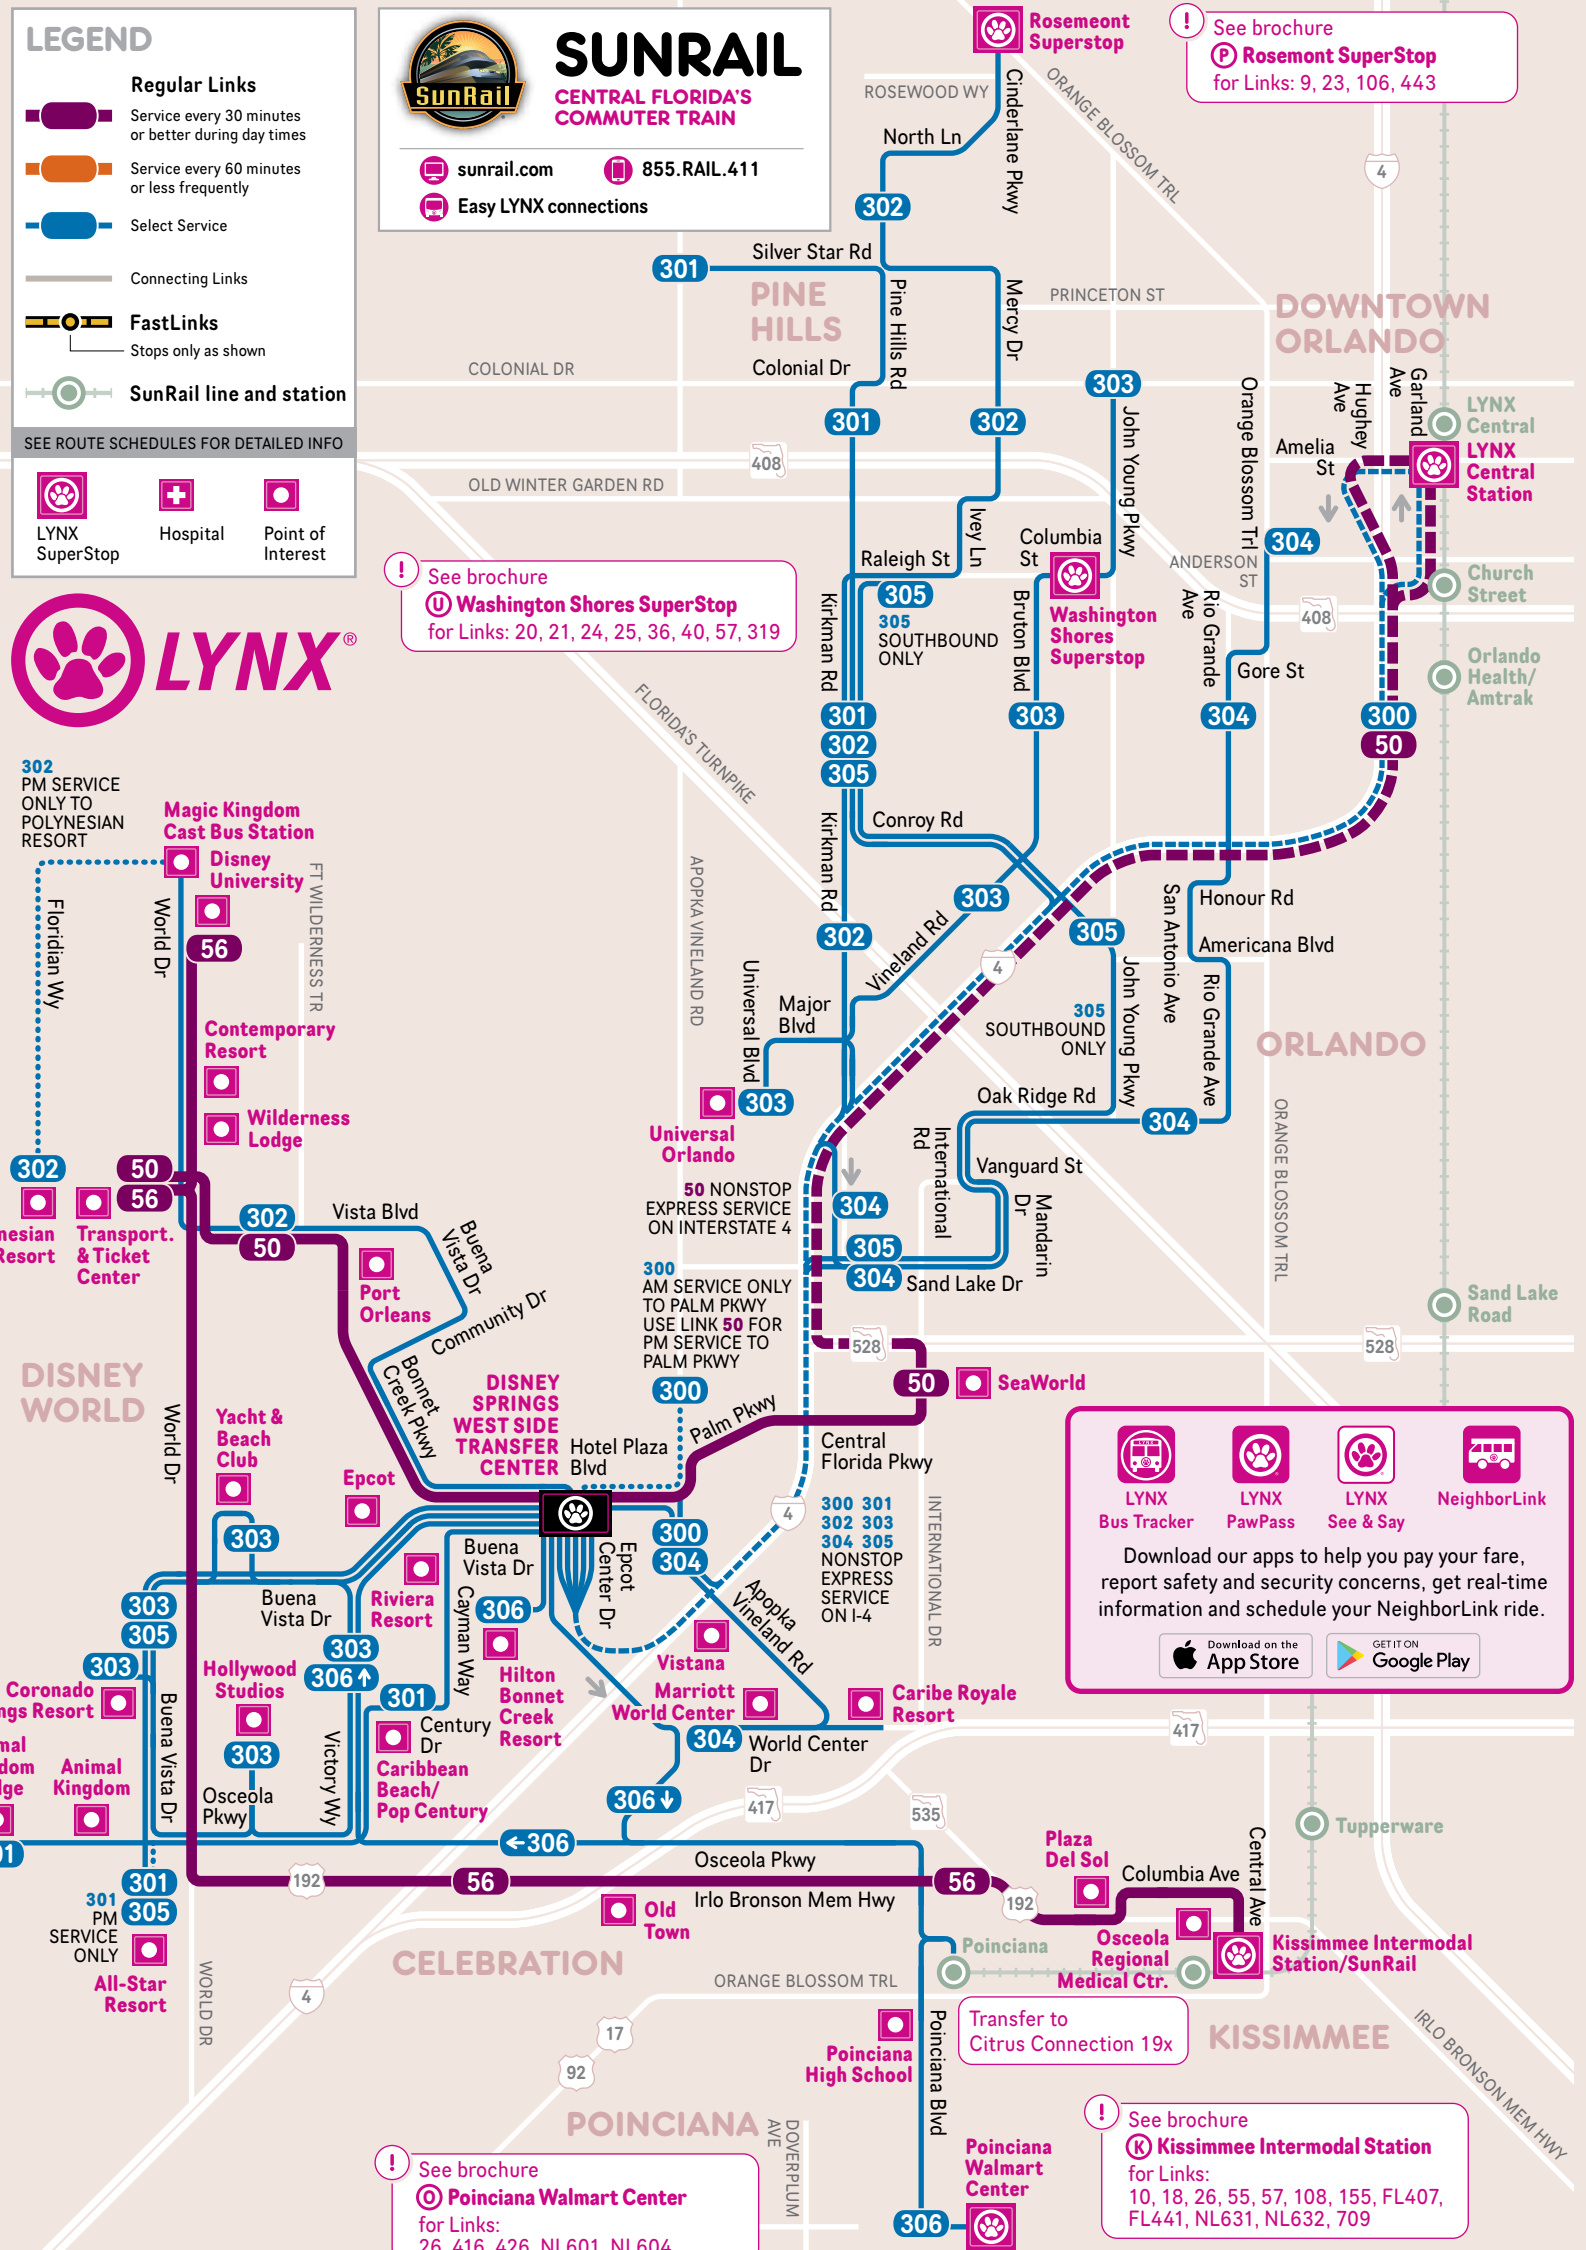 LEGEND
Regular Links
Service every 30 minutes
or better during day times
Service every 60 minutes
or less frequently
Select Service
Connecting Links
FastLinks
Stops only as shown
SunRail line and station
SEE ROUTE SCHEDULES FOR DETAILED INFO
LYNX
SuperStop
Hospital
Point of
Interest
SunRail
SUNRAIL
CENTRAL FLORIDA'S
COMMUTER TRAIN
sunrail.com
855.RAIL.411
Easy LYNX connections
Rosemeont
Superstop
! See brochure
P Rosemont SuperStop
for Links: 9, 23, 106, 443
ROSEWOOD WY
Cinderlane Pkwy
ORANGE BLOSSOM TRL
North Ln
4
302
Silver Star Rd
301
PINE
HILLS
Pine Hills Rd
Mercy Dr
PRINCETON ST
DOWNTOWN
ORLANDO
COLONIAL DR
Colonial Dr
303
301
302
John Young Pkwy
Orange Blossom Trl
Hughey
Ave
Garland
Ave
LYNX
Central
Amelia
St
LYNX
Central
Station
408
OLD WINTER GARDEN RD
Ivey Ln
Columbia
St
304
Raleigh St
ANDERSON
ST
Church
Street
! See brochure
U Washington Shores SuperStop
for Links: 20, 21, 24, 25, 36, 40, 57, 319
305
305
SOUTHBOUND
ONLY
Kirkman Rd
Bruton Blvd
Washington
Shores
Superstop
Rio Grande
Ave
408
Gore St
Orlando
Health/
Amtrak
LYNX®
FLORIDA'S TURNPIKE
301
302
305
303
304
300
50
302
PM SERVICE
ONLY TO
POLYNESIAN
RESORT
Magic Kingdom
Cast Bus Station
Disney
University
Kirkman Rd
Conroy Rd
FT WILDERNESS TR
APOPKA VINELAND RD
Floridian Wy
World Dr
56
302
303
Vineland Rd
305
San Antonio Ave
Honour Rd
Americana Blvd
4
Universal Blvd
Major
Blvd
John Young Pkwy
Rio Grande Ave
305
SOUTHBOUND
ONLY
ORLANDO
Contemporary
Resort
Wilderness
Lodge
303
Universal
Orlando
Oak Ridge Rd
304
ORANGE BLOSSOM TRL
International
Rd
Vanguard St
Mandarin
Dr
302
nesian
Resort
50
56
Transport.
& Ticket
Center
302
50
Vista Blvd
Buena
Vista Dr
Port
Orleans
Community Dr
50 NONSTOP
EXPRESS SERVICE
ON INTERSTATE 4
304
305
304
Sand Lake Dr
300
AM SERVICE ONLY
TO PALM PKWY
USE LINK 50 FOR
PM SERVICE TO
PALM PKWY
300
Sand Lake
Road
528
528
50
SeaWorld
DISNEY
WORLD
Bonnet
Creek Pkwy
DISNEY
SPRINGS
WEST SIDE
TRANSFER
CENTER
Hotel Plaza
Blvd
Palm Pkwy
Central
Florida Pkwy
World Dr
Yacht &
Beach
Club
Epcot
303
4
300 301
302 303
304 305
NONSTOP
EXPRESS
SERVICE
ON I-4
INTERNATIONAL DR
LYNX
LYNX
Bus Tracker
LYNX
PawPass
LYNX
See & Say
NeighborLink
Download our apps to help you pay your fare,
report safety and security concerns, get real-time
information and schedule your NeighborLink ride.
Download on the
App Store
GET IT ON
Google Play
300
304
Buena
Vista Dr
Epcot
Center Dr
Riviera
Resort
Cayman Way
306
Apopka
Vineland Rd
Vistana
303
305
Buena
Vista Dr
303
306
303
Coronado
ngs Resort
Hollywood
Studios
301
Century
Dr
Hilton
Bonnet
Creek
Resort
Marriott
World Center
Caribe Royale
Resort
304
World Center
Dr
417
Buena Vista Dr
303
Victory Wy
Caribbean
Beach/
Pop Century
mal
dom
ge
Animal
Kingdom
Osceola
Pkwy
306
417
535
Tupperware
01
306
Osceola Pkwy
Plaza
Del Sol
Columbia Ave
Central Ave
301
305
301
PM
SERVICE
ONLY
All-Star
Resort
192
56
56
192
Irlo Bronson Mem Hwy
Old
Town
CELEBRATION
Poinciana
Osceola
Regional
Medical Ctr.
Kissimmee Intermodal
Station/SunRail
WORLD DR
4
ORANGE BLOSSOM TRL
Transfer to
Citrus Connection 19x
KISSIMMEE
IRLO BRONSON MEM HWY
17
92
Poinciana
High School
Poinciana Blvd
POINCIANA
DOVERPLUM
AVE
! See brochure
O Poinciana Walmart Center
for Links:
26, 416, 426, NL601, NL604
Poinciana
Walmart
Center
306
! See brochure
K Kissimmee Intermodal Station
for Links:
10, 18, 26, 55, 57, 108, 155, FL407,
FL441, NL631, NL632, 709